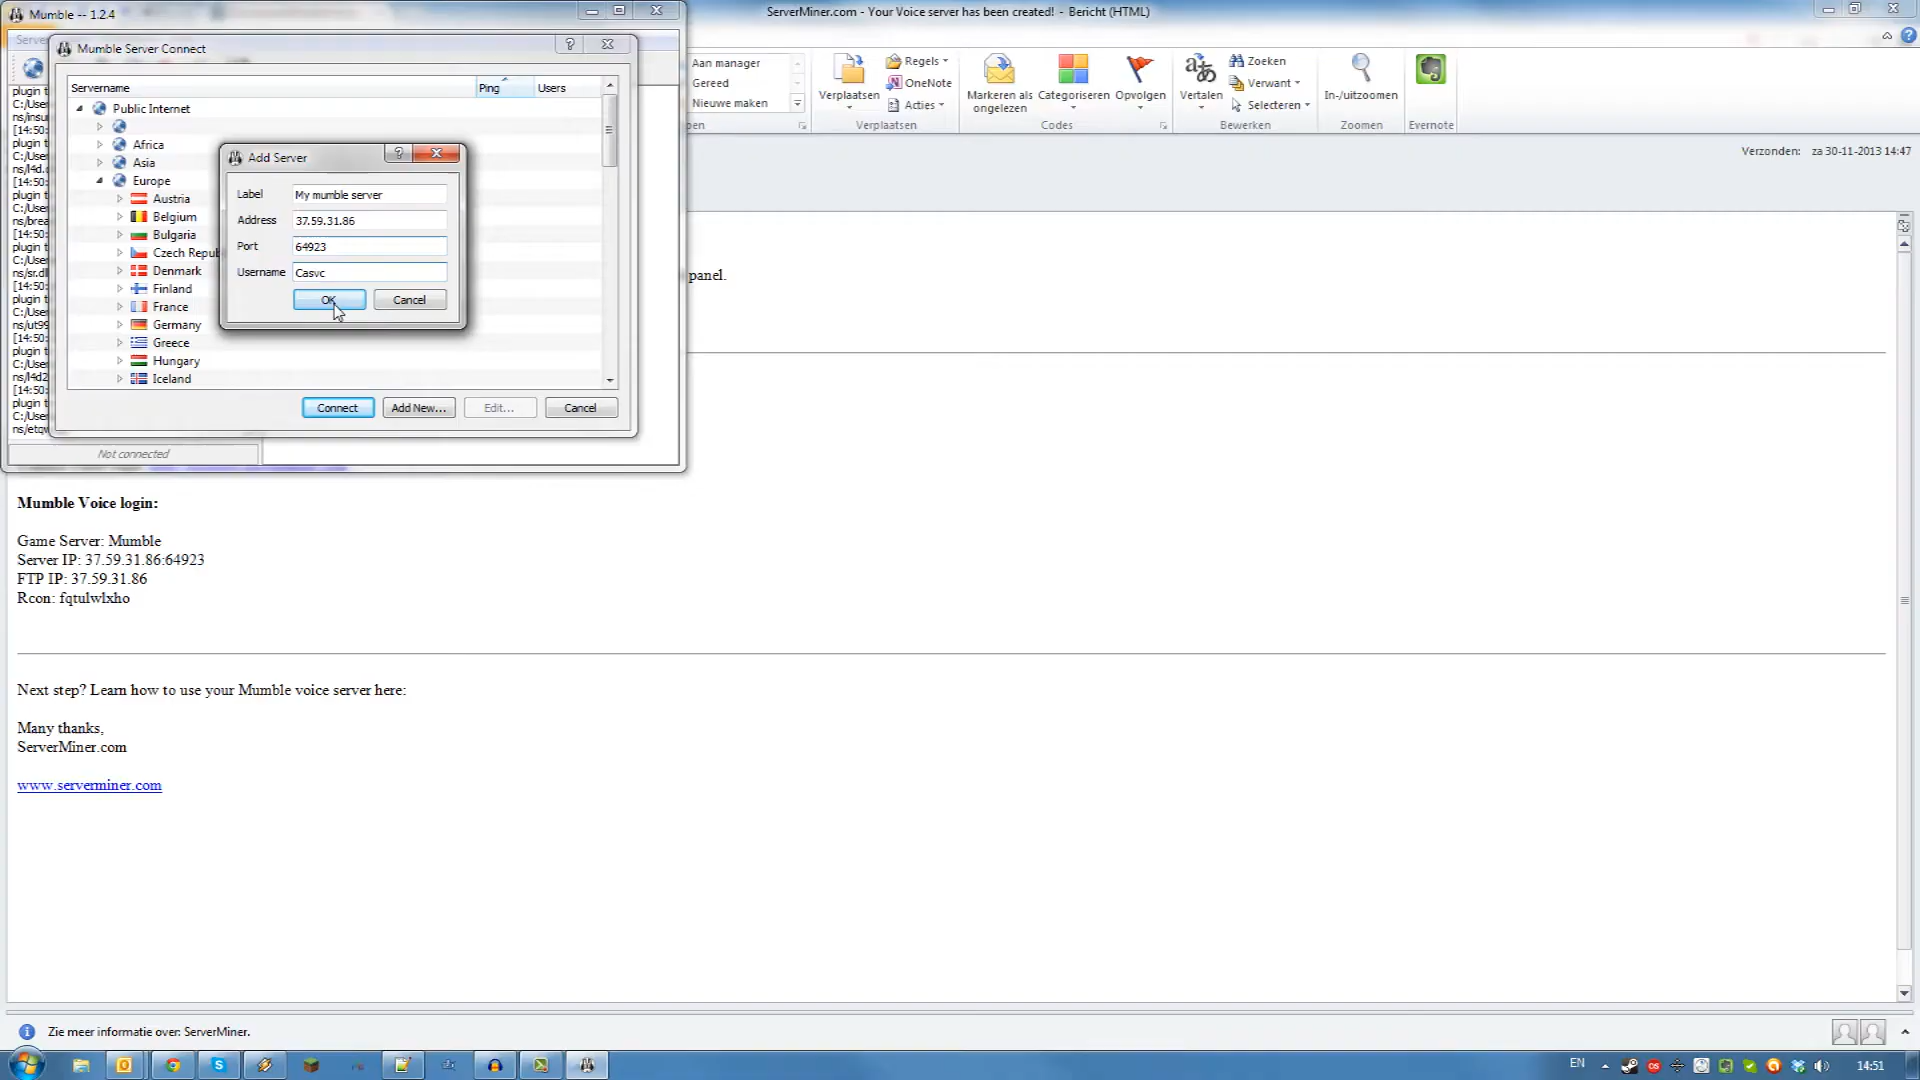 Mumble -- 1.2.4
ServerMiner.com - Your Voice server has been created! - Bericht (HTML)
Mumble Server Connect
Servername
Ping
Users
Public Internet
Africa
Asia
Europe
Austria
Belgium
Bulgaria
Czech Repu
Denmark
Finland
France
Germany
Greece
Hungary
Iceland
Add Server
Label
My mumble server
Address
37.59.31.86
Port
64923
Username
Casvc
OK
Cancel
Connect
Add New...
Edit...
Cancel
Not connected
plugin t
C:/User
[14:50:
plugin t
C:/User
Aan manager
Gereed
Nieuwe maken
Verplaatsen
Regels
OneNote
Acties
Verplaatsen
Markeren als ongelezen
Categoriseren
Opvolgen
Codes
Vertalen
Zoeken
Verwant
Selecteren
Bewerken
In-/uitzoomen
Zoomen
Evernote
Verzonden: za 30-11-2013 14:47
panel.
Mumble Voice login:
Game Server: Mumble
Server IP: 37.59.31.86:64923
FTP IP: 37.59.31.86
Rcon: fqtulwlxho
Next step? Learn how to use your Mumble voice server here:
Many thanks,
ServerMiner.com
www.serverminer.com
Zie meer informatie over: ServerMiner.
EN
14:51